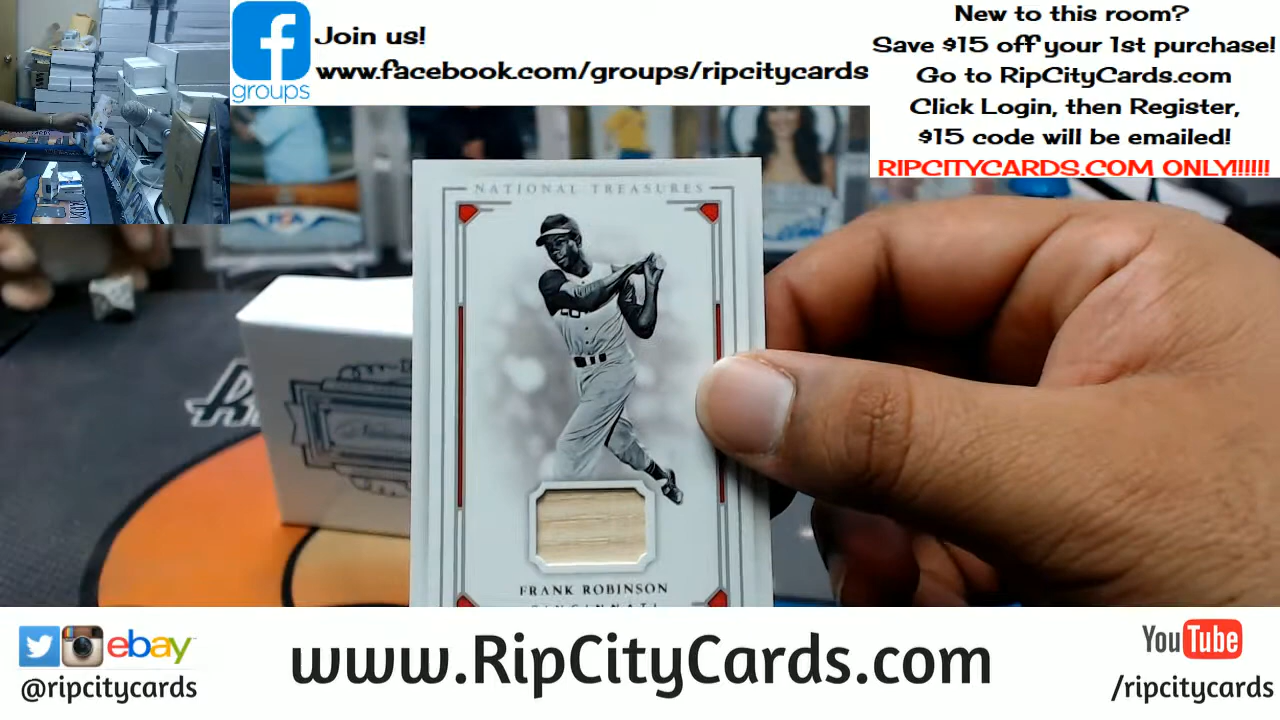 groups
Join us!
www.facebook.com/groups/ripcitycards
New to this room?
Save $15 off your 1st purchase!
Go to RipCityCards.com
Click Login, then Register,
$15 code will be emailed!
RIPCITYCARDS.COM ONLY!!!!!!
NATIONAL TREASURES
FRANK ROBINSON
CINCINNATI
ebay
@ripcitycards
www.RipCityCards.com
YouTube
/ripcitycards